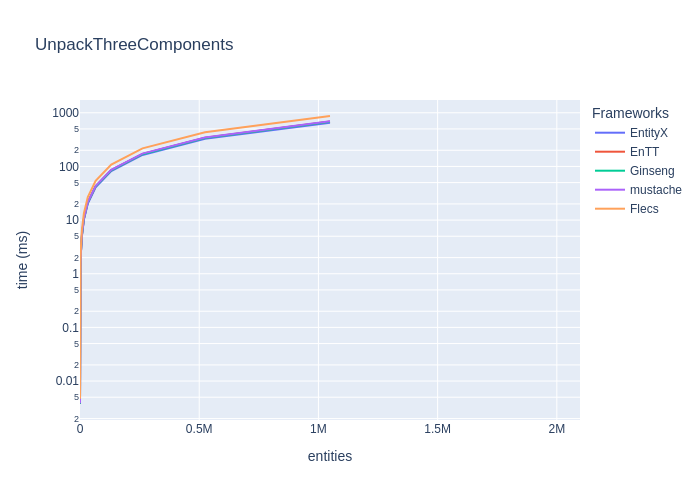 UnpackThreeComponents
time (ms)
1000
5
2
100
5
2
10
5
2
1
5
2
0.1
5
2
0.01
5
2
0
0.5M
1M
1.5M
2M
entities
Frameworks
EntityX
EnTT
Ginseng
mustache
Flecs